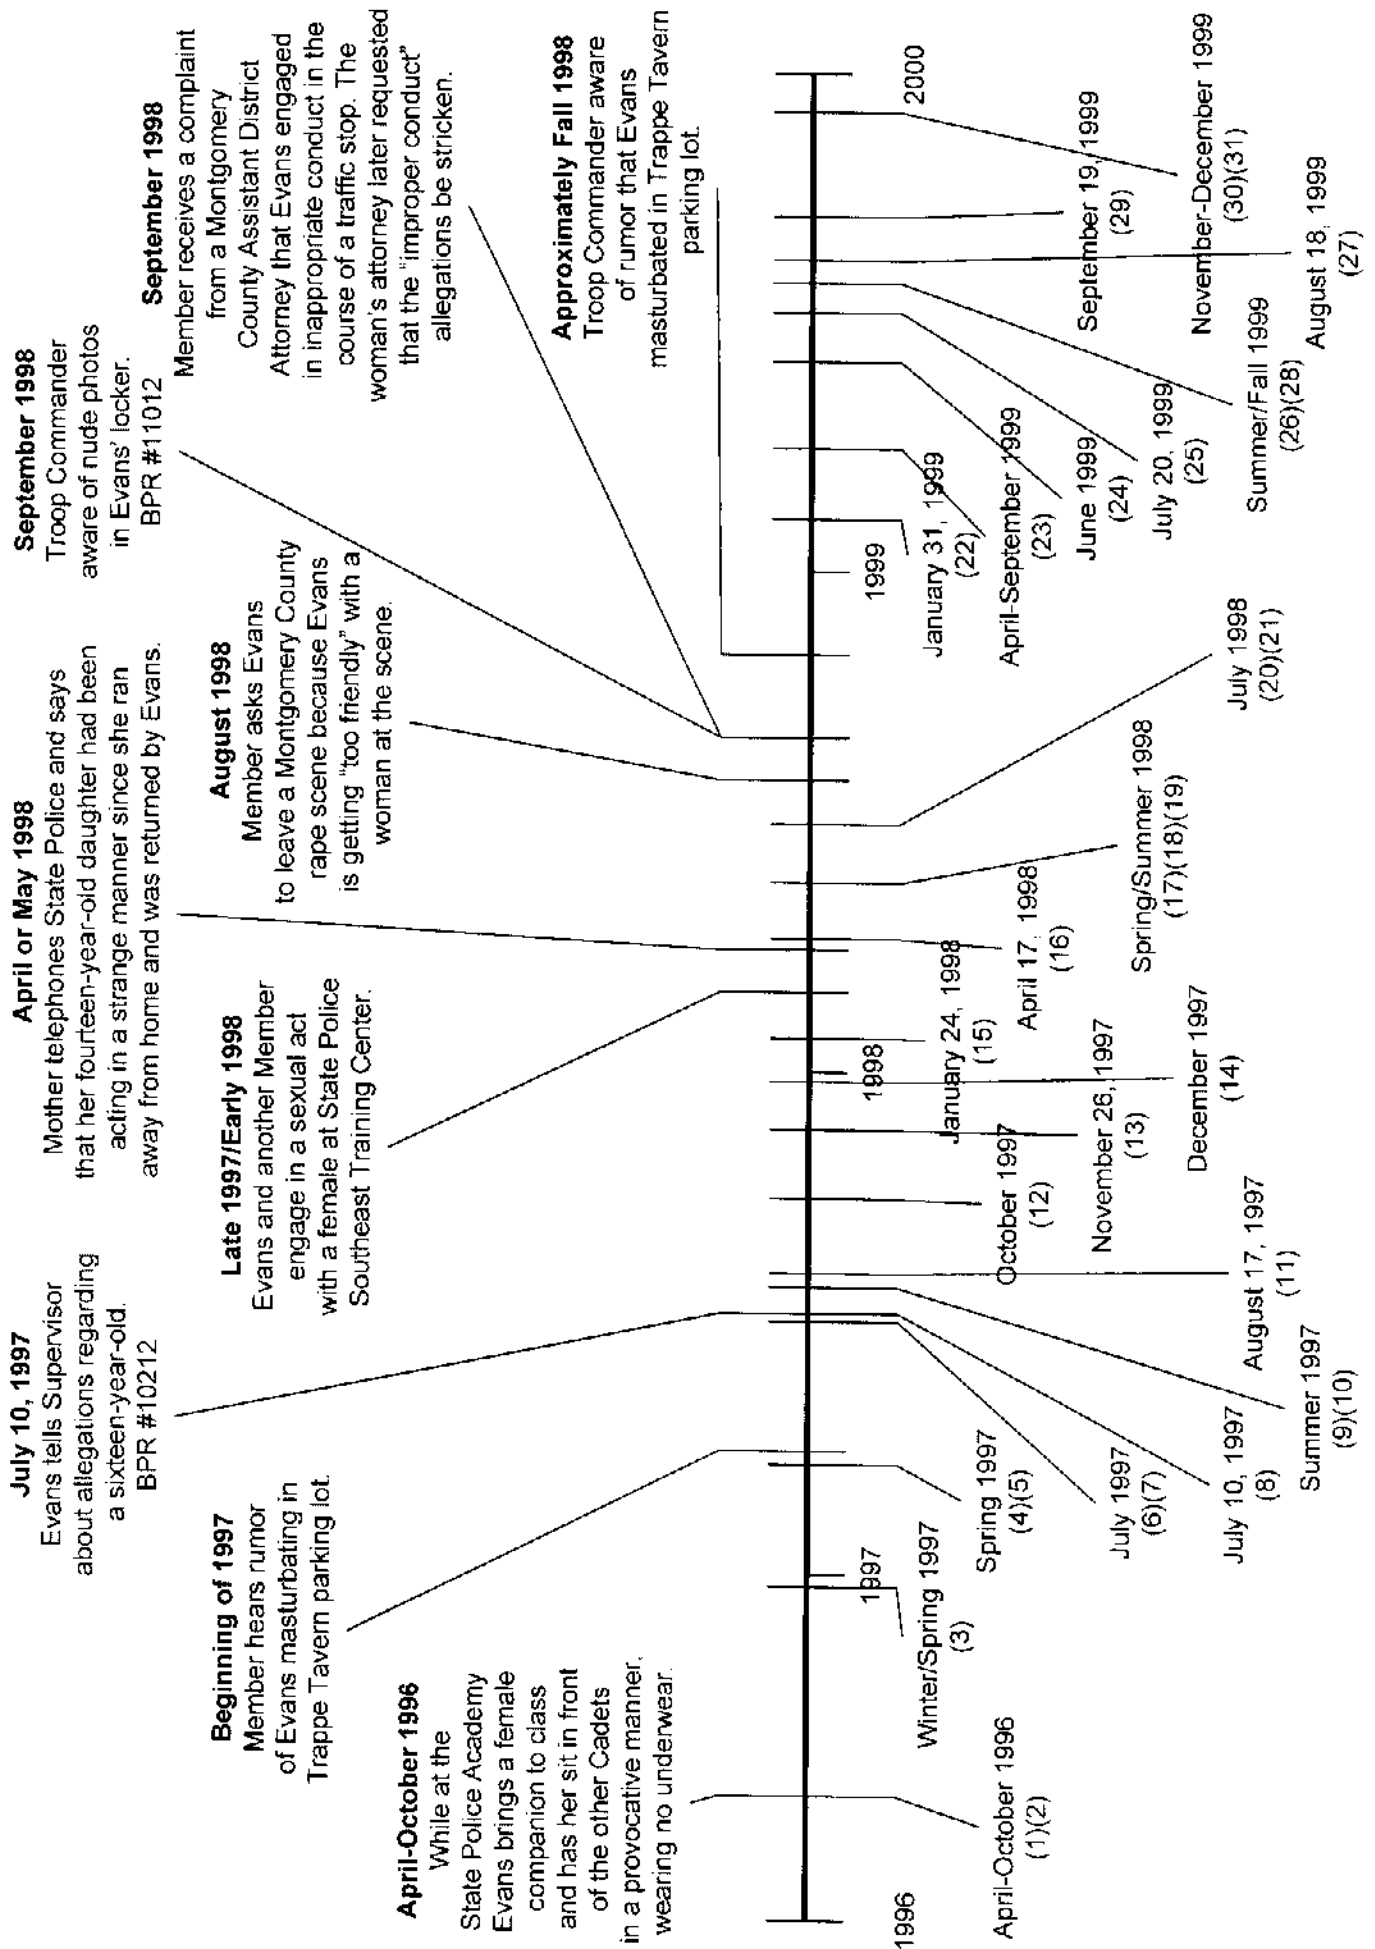 April-October 1996
While at the
State Police Academy
Evans brings a female
companion to class
and has her sit in front
of the other Cadets
in a provocative manner,
wearing no underwear.
Beginning of 1997
Member hears rumor
of Evans masturbating in
Trappe Tavern parking lot.
July 10, 1997
Evans tells Supervisor
about allegations regarding
a sixteen-year-old.
BPR #10212
Late 1997/Early 1998
Evans and another Member
engage in a sexual act
with a female at State Police
Southeast Training Center.
April or May 1998
Mother telephones State Police and says
that her fourteen-year-old daughter had been
acting in a strange manner since she ran
away from home and was returned by Evans.
August 1998
Member asks Evans
to leave a Montgomery County
rape scene because Evans
is getting "too friendly" with a
woman at the scene.
September 1998
Troop Commander
aware of nude photos
in Evans' locker.
BPR #11012
September 1998
Member receives a complaint
from a Montgomery
County Assistant District
Attorney that Evans engaged
in inappropriate conduct in the
course of a traffic stop. The
woman's attorney later requested
that the "improper conduct"
allegations be stricken.
Approximately Fall 1998
Troop Commander aware
of rumor that Evans
masturbated in Trappe Tavern
parking lot.
1996
April-October 1996
(1)(2)
Winter/Spring 1997
(3)
1997
Spring 1997
(4)(5)
July 1997
(6)(7)
July 10, 1997
(8)
Summer 1997
(9)(10)
August 17, 1997
(11)
October 1997
(12)
November 26, 1997
(13)
December 1997
(14)
1998
January 24, 1998
(15)
April 17, 1998
(16)
Spring/Summer 1998
(17)(18)(19)
July 1998
(20)(21)
1999
January 31, 1999
(22)
April-September 1999
(23)
June 1999
(24)
July 20, 1999
(25)
Summer/Fall 1999
(26)(28)
August 18, 1999
(27)
September 19, 1999
(29)
November-December 1999
(30)(31)
2000